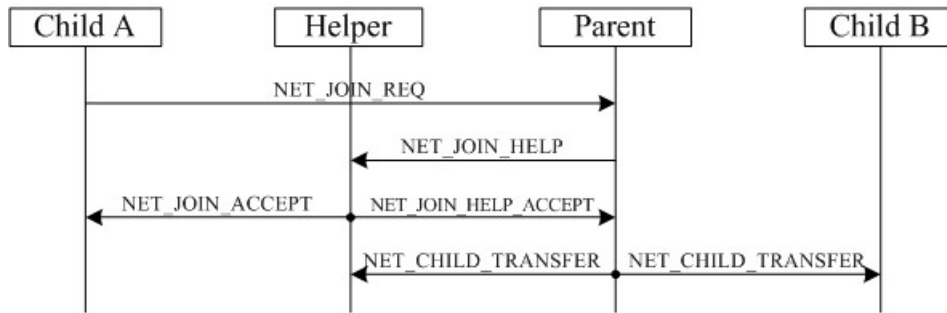 Child A Helper Parent Child B
NET_JOIN_REQ
NET_JOIN_HELP
NET_JOIN_ACCEPT NET_JOIN_HELP_ACCEPT
NET_CHILD_TRANSFER NET_CHILD_TRANSFER